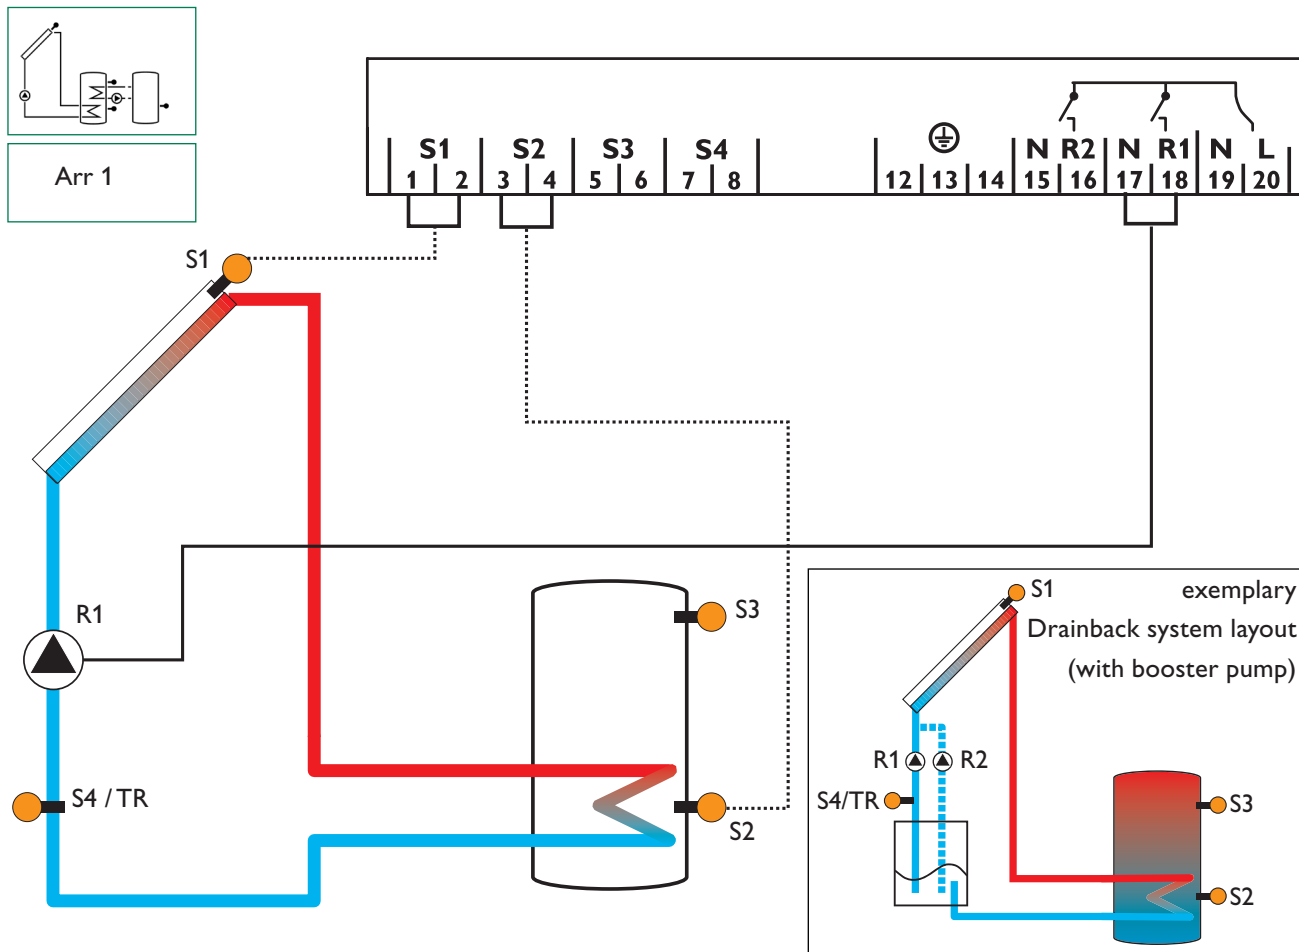 Arr 1
S1 S2 S3 S4 N R2 N R1 N L
1 2 3 4 5 6 7 8 12 13 14 15 16 17 18 19 20
S1
R1
S3
S4 / TR
S2
S1 exemplary
Drainback system layout
(with booster pump)
R1 R2
S4/TR
S3
S2